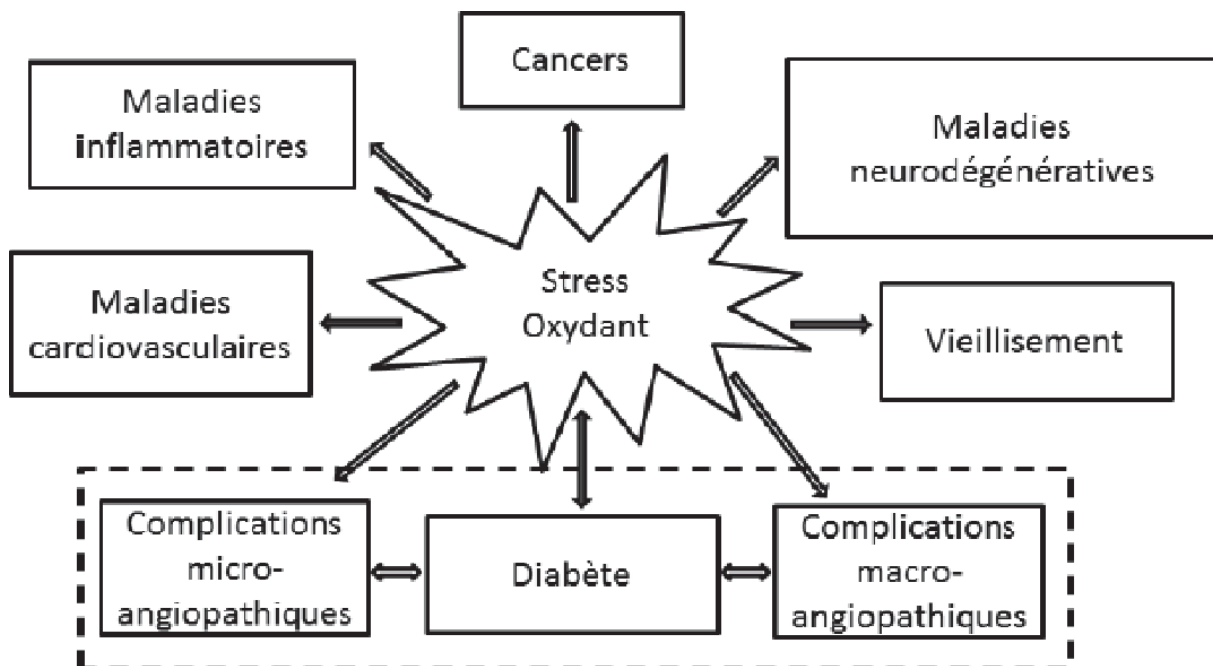 Cancers
Maladies
inflammatoires
Maladies
neurodégénératives
Stress
Oxydant
Maladies
cardiovasculaires
Vieillisement
Complications
micro-
angiopathiques
Diabète
Complications
macro-
angiopathiques